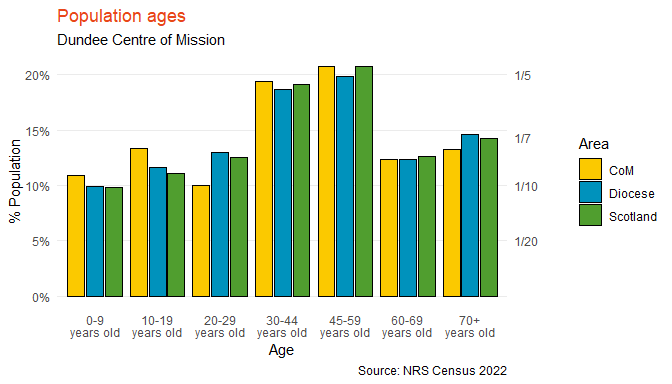 Population ages
Dundee Centre of Mission
% Population
20%
15%
10%
5%
0%
1/5
1/7
1/10
1/20
0-9
years old
10-19
years old
20-29
years old
30-44
years old
45-59
years old
60-69
years old
70+
years old
Age
Area
CoM
Diocese
Scotland
Source: NRS Census 2022